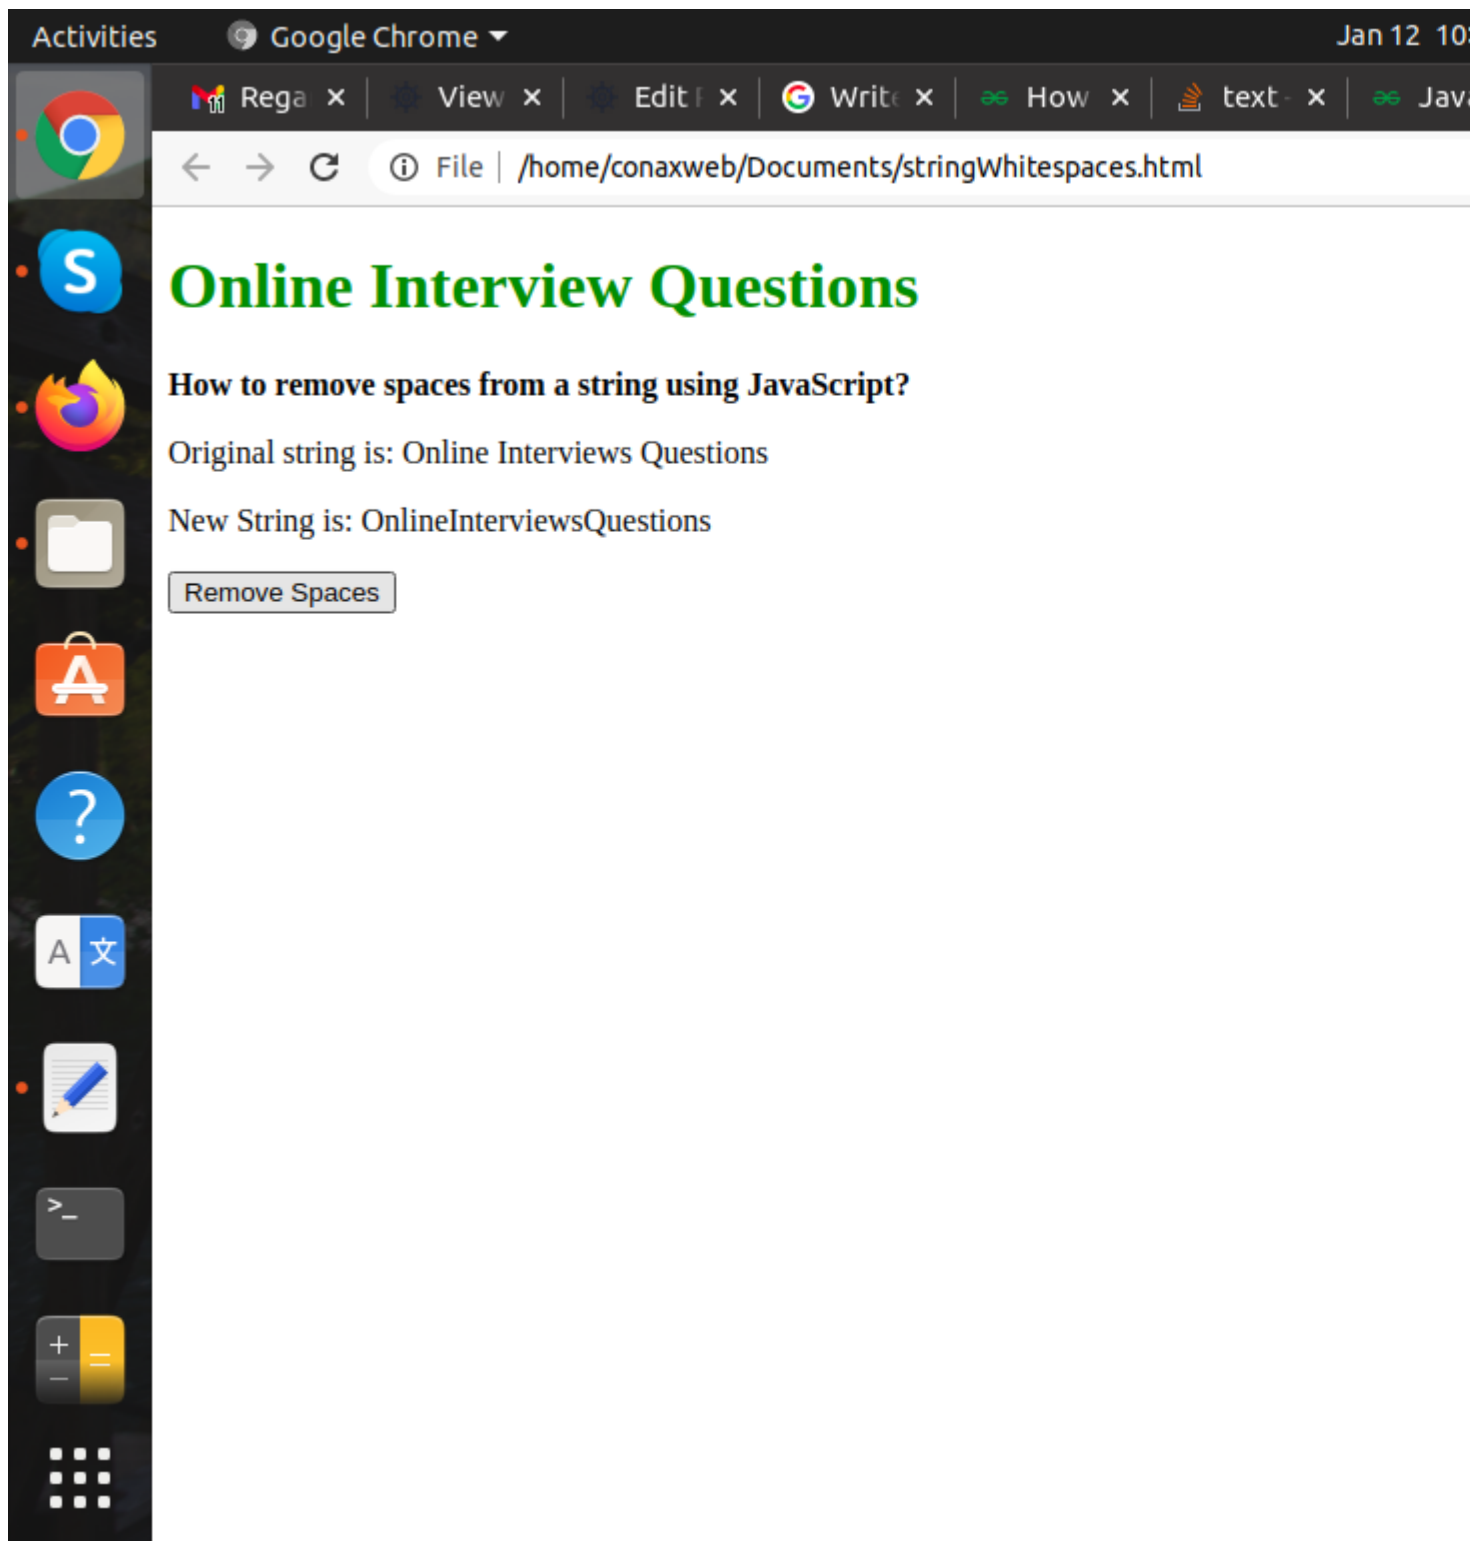 Activities Google Chrome Jan 12 10:
Rega View Edit Write How text - Java
File /home/conaxweb/Documents/stringWhitespaces.html
Online Interview Questions
How to remove spaces from a string using JavaScript?
Original string is: Online Interviews Questions
New String is: OnlineInterviewsQuestions
Remove Spaces
S
A
?
A 文
>_
+ =
−